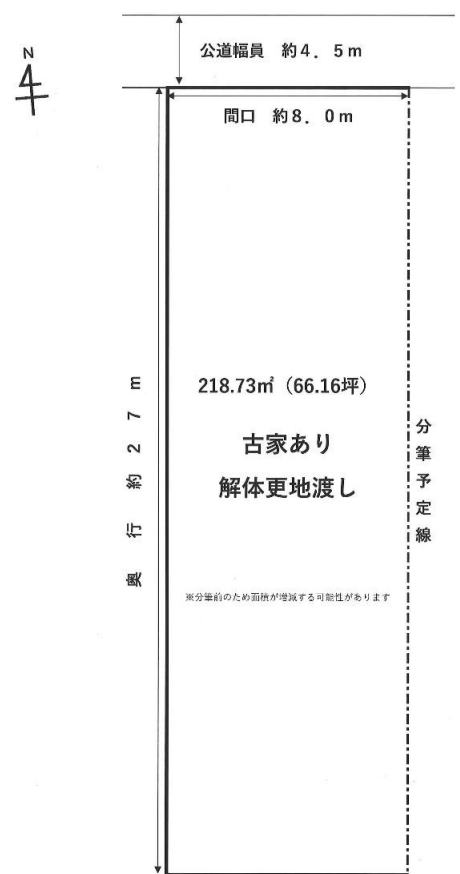 N
公道幅員 約４．５ｍ
間口 約８．０ｍ
218.73㎡（66.16坪）
古家あり
解体更地渡し
※分筆前のため面積が増減する可能性があります
奥行約２７ｍ
分筆予定線